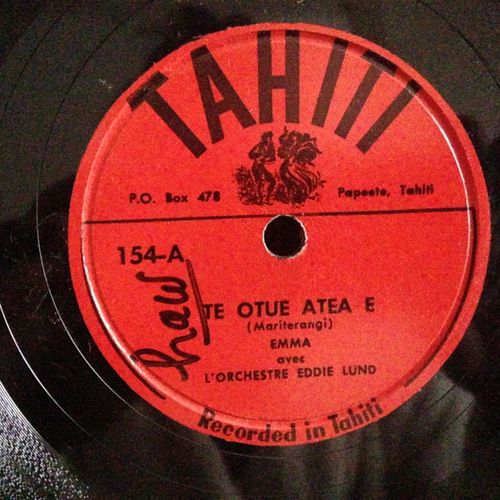 TAHITI
P.O. Box 478 Papeete, Tahiti
154-A
haw
TE OTUE ATEA E
(Mariterangi)
EMMA
avec
L'ORCHESTRE EDDIE LUND
Recorded in Tahiti